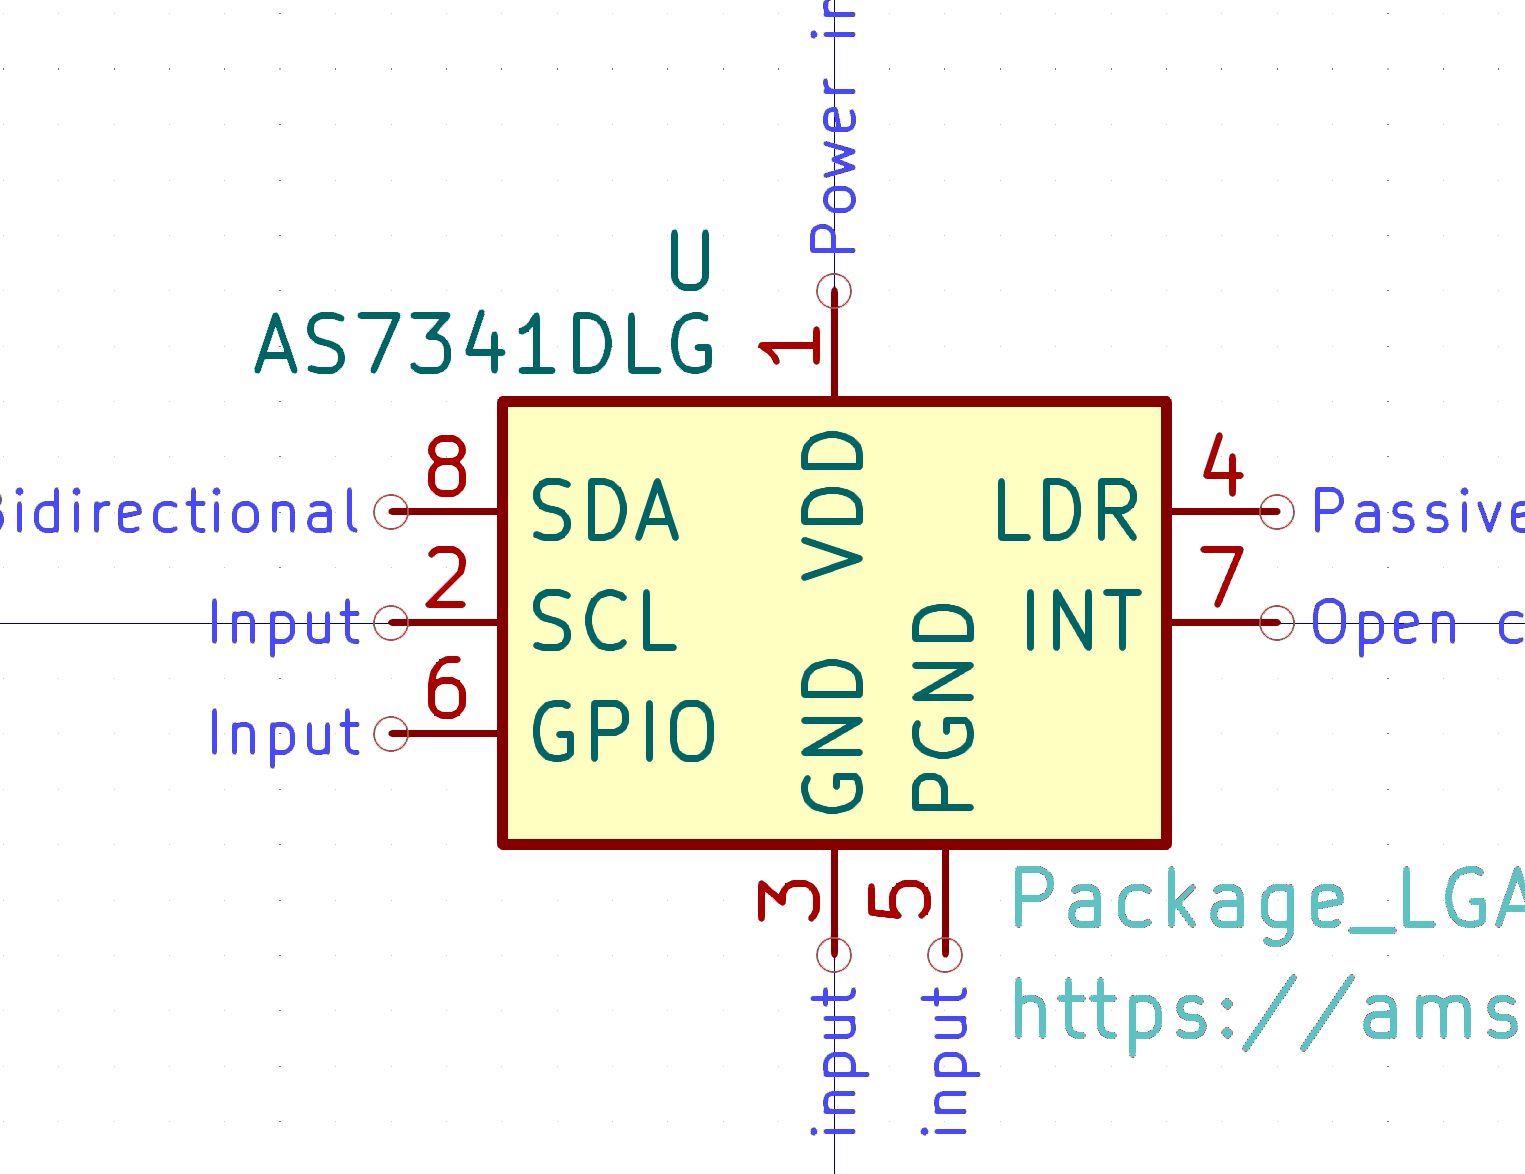 Power in
U
AS7341DLG
1
8
SDA
VDD
LDR
4
Bidirectional
Passive
2
SCL
INT
7
Input
Open c
6
GPIO
GND
PGND
Input
3
5
Package_LGA
https://ams
input
input